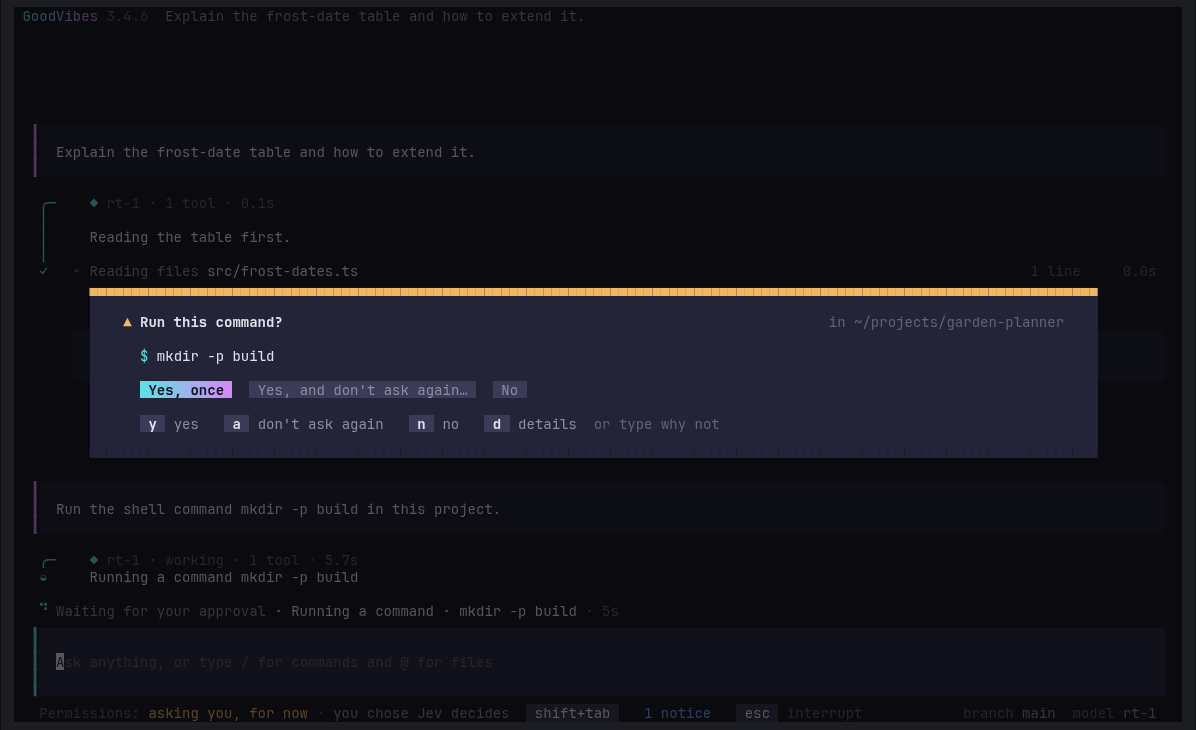 GoodVibes 3.4.6  Explain the frost-date table and how to extend it.
Explain the frost-date table and how to extend it.
◆ rt-1 · 1 tool · 0.1s
Reading the table first.
✓ ▸ Reading files src/frost-dates.ts 1 line 0.0s
▲ Run this command? in ~/projects/garden-planner
$ mkdir -p build
Yes, once  Yes, and don't ask again…  No
y yes  a don't ask again  n no  d details  or type why not
Run the shell command mkdir -p build in this project.
◆ rt-1 · working · 1 tool · 5.7s
Running a command mkdir -p build
Waiting for your approval · Running a command · mkdir -p build · 5s
Ask anything, or type / for commands and @ for files
Permissions: asking you, for now · you chose Jev decides  shift+tab  1 notice  esc interrupt  branch main  model rt-1